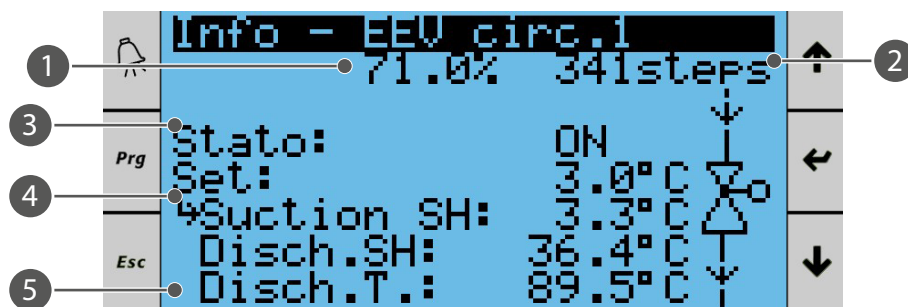 Info - EEV circ.1
1 71.0% 341steps 2
3
Stato: ON
Prg
Set: 3.0°C
4
↳Suction SH: 3.3°C
Disch.SH: 36.4°C
Esc
5 Disch.T.: 89.5°C